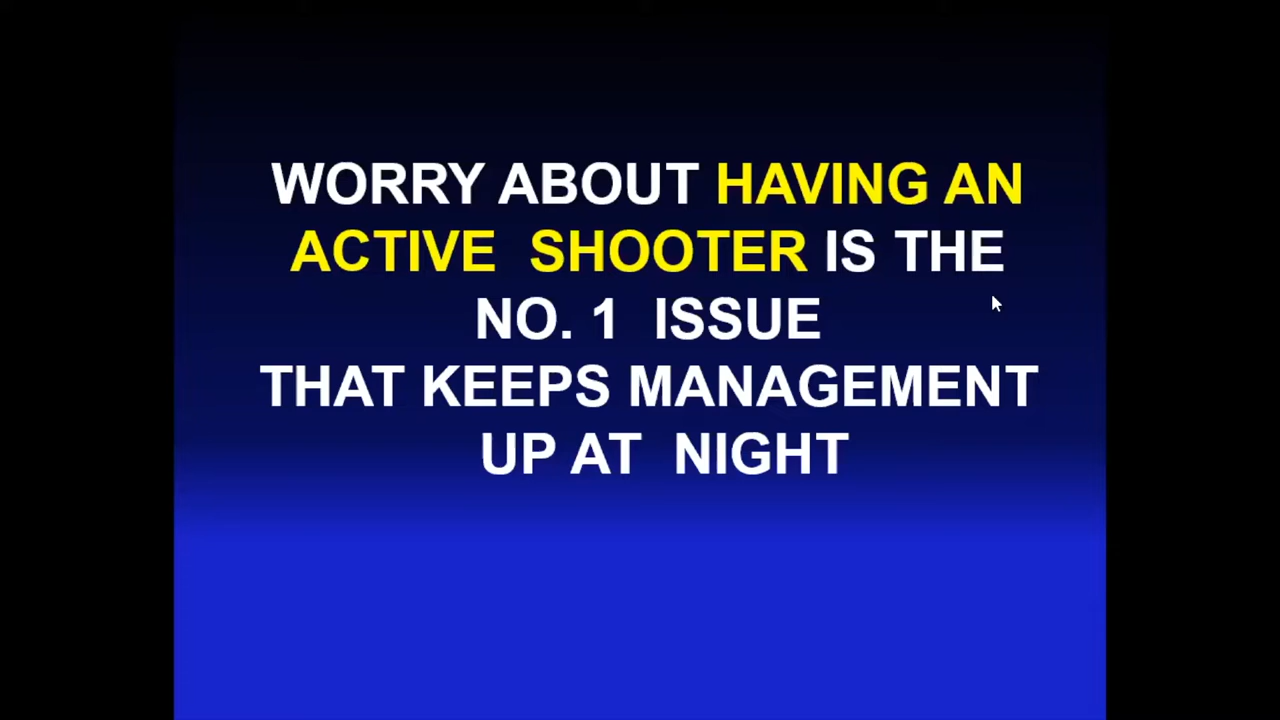 WORRY ABOUT HAVING AN
ACTIVE  SHOOTER IS THE
NO. 1  ISSUE
THAT KEEPS MANAGEMENT
UP AT  NIGHT